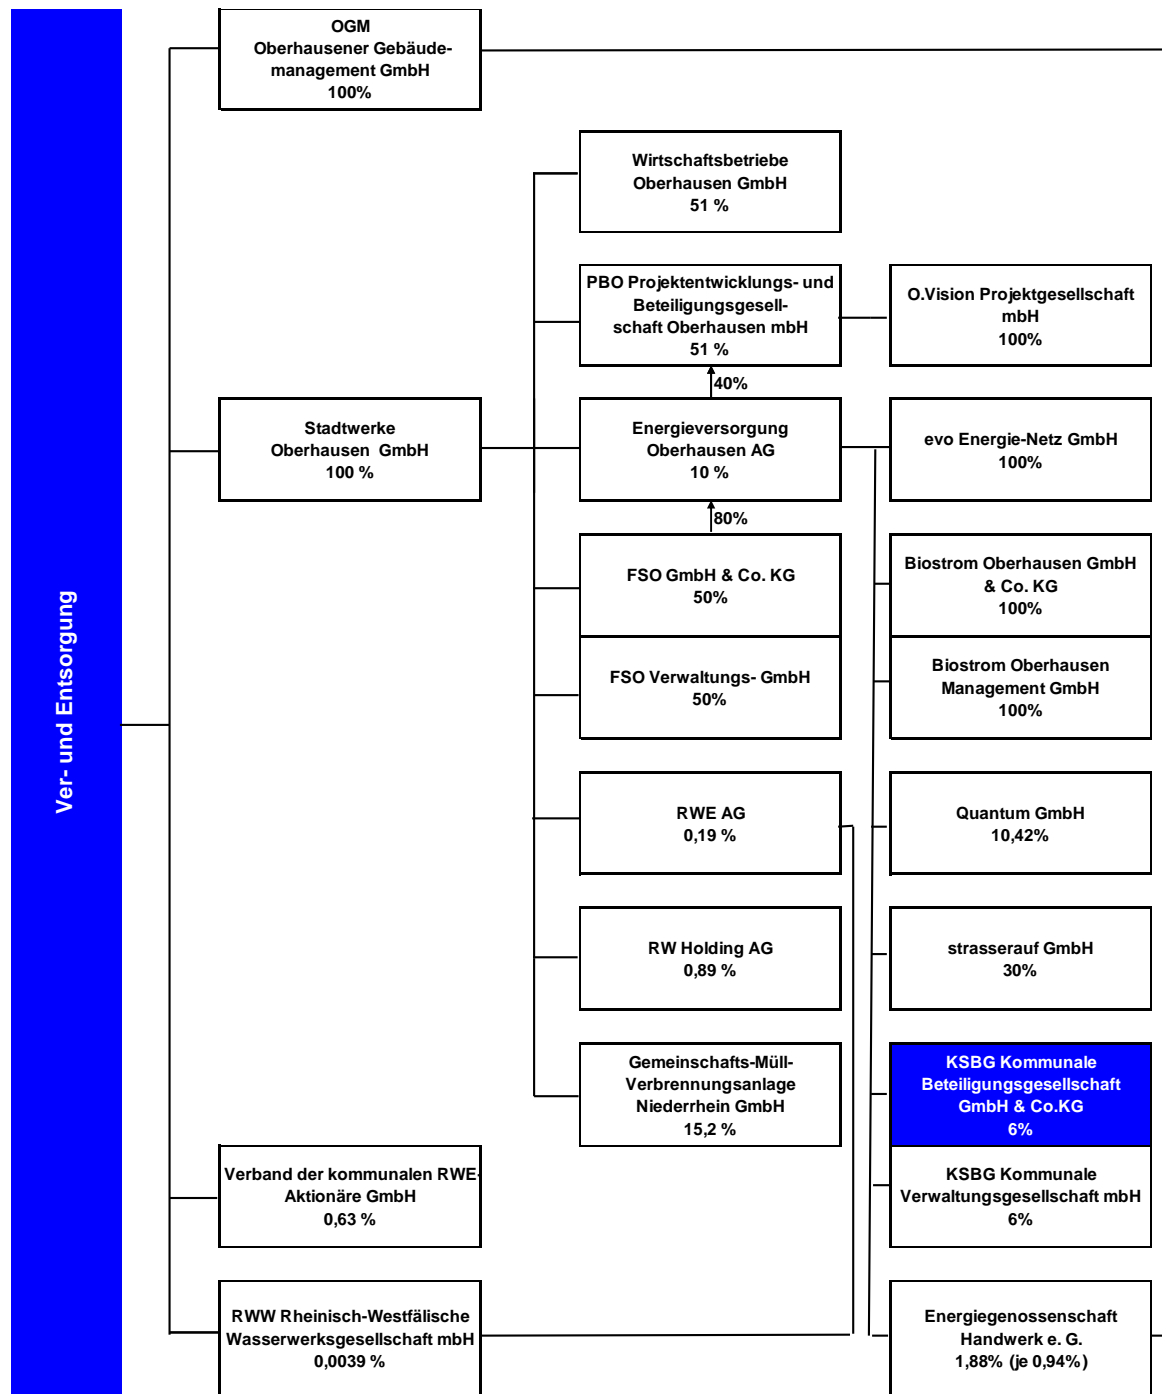 Ver- und Entsorgung
OGM
Oberhausener Gebäude-
management GmbH
100%
Wirtschaftsbetriebe
Oberhausen GmbH
51 %
PBO Projektentwicklungs- und
Beteiligungsgesell-
schaft Oberhausen mbH
51 %
O.Vision Projektgesellschaft
mbH
100%
40%
Stadtwerke
Oberhausen GmbH
100 %
Energieversorgung
Oberhausen AG
10 %
evo Energie-Netz GmbH
100%
80%
FSO GmbH & Co. KG
50%
Biostrom Oberhausen GmbH
& Co. KG
100%
FSO Verwaltungs- GmbH
50%
Biostrom Oberhausen
Management GmbH
100%
RWE AG
0,19 %
Quantum GmbH
10,42%
RW Holding AG
0,89 %
strasserauf GmbH
30%
Gemeinschafts-Müll-
Verbrennungsanlage
Niederrhein GmbH
15,2 %
KSBG Kommunale
Beteiligungsgesellschaft
GmbH & Co.KG
6%
Verband der kommunalen RWE-
Aktionäre GmbH
0,63 %
KSBG Kommunale
Verwaltungsgesellschaft mbH
6%
RWW Rheinisch-Westfälische
Wasserwerksgesellschaft mbH
0,0039 %
Energiegenossenschaft
Handwerk e. G.
1,88% (je 0,94%)